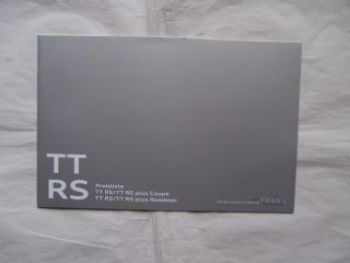 TT
RS
Preisliste
TT RS/TT RS plus Coupé
TT RS/TT RS plus Roadster